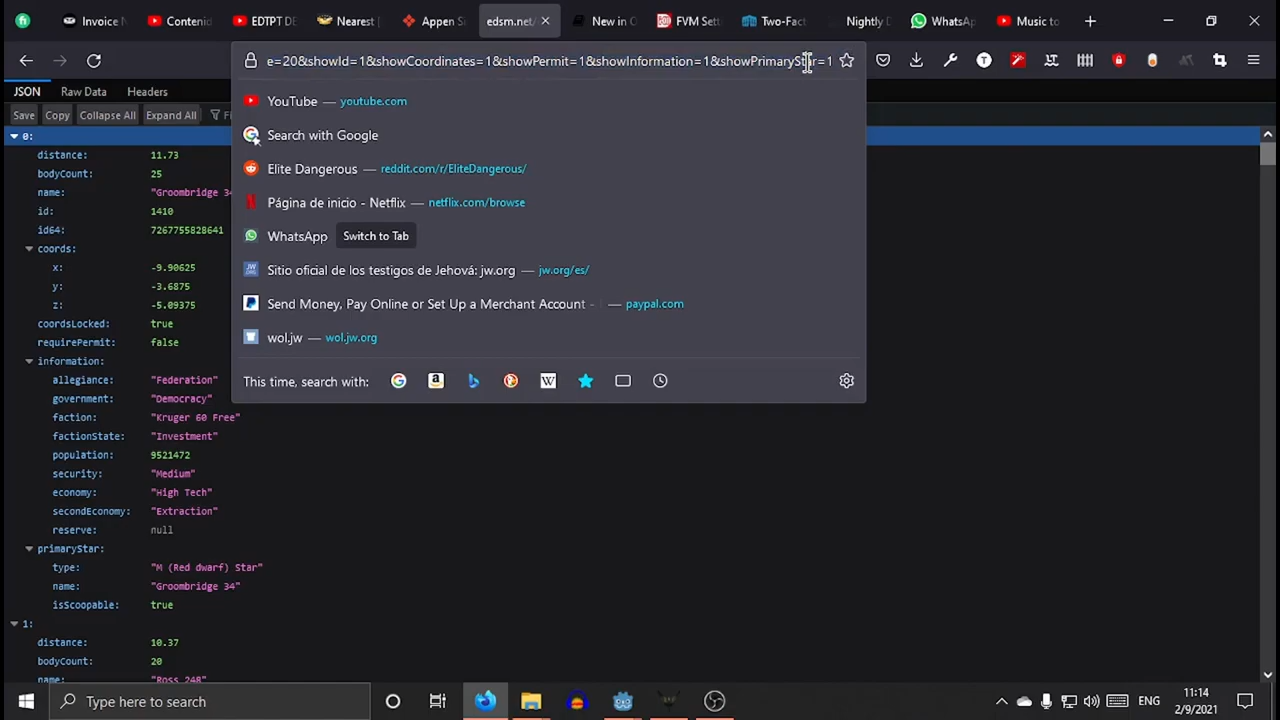 Invoice
Contenid
EDTPT DE
Nearest |
Appen S
edsm.net/
New in
FVM Sett
Two-Fact
Nightly D
WhatsAp
Music to
e=20&showId=1&showCoordinates=1&showPermit=1&showInformation=1&showPrimaryStar=1
JSON Raw Data Headers
Save Copy Collapse All Expand All
YouTube — youtube.com
Search with Google
Elite Dangerous — reddit.com/r/EliteDangerous/
Página de inicio - Netflix — netflix.com/browse
WhatsApp Switch to Tab
Sitio oficial de los testigos de Jehová: jw.org — jw.org/es/
Send Money, Pay Online or Set Up a Merchant Account - — paypal.com
wol.jw — wol.jw.org
This time, search with:
0:
distance: 11.73
bodyCount: 25
name: "Groombridge 34
id: 1410
id64: 7267755828641
coords:
x: -9.90625
y: -3.6875
z: -5.09375
coordsLocked: true
requirePermit: false
information:
allegiance: "Federation"
government: "Democracy"
faction: "Kruger 60 Free"
factionState: "Investment"
population: 9521472
security: "Medium"
economy: "High Tech"
secondEconomy: "Extraction"
reserve: null
primaryStar:
type: "M (Red dwarf) Star"
name: "Groombridge 34"
isScoopable: true
1:
distance: 10.37
bodyCount: 20
name: "Ross 248"
Type here to search
ENG
11:14
2/9/2021